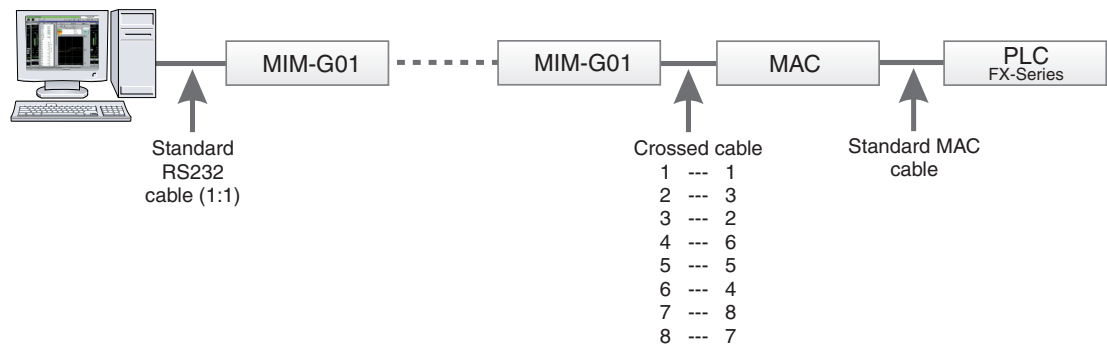 MIM-G01
MIM-G01
MAC
PLC
FX-Series
Standard
RS232
cable (1:1)
Crossed cable
1 --- 1
2 --- 3
3 --- 2
4 --- 6
5 --- 5
6 --- 4
7 --- 8
8 --- 7
Standard MAC
cable